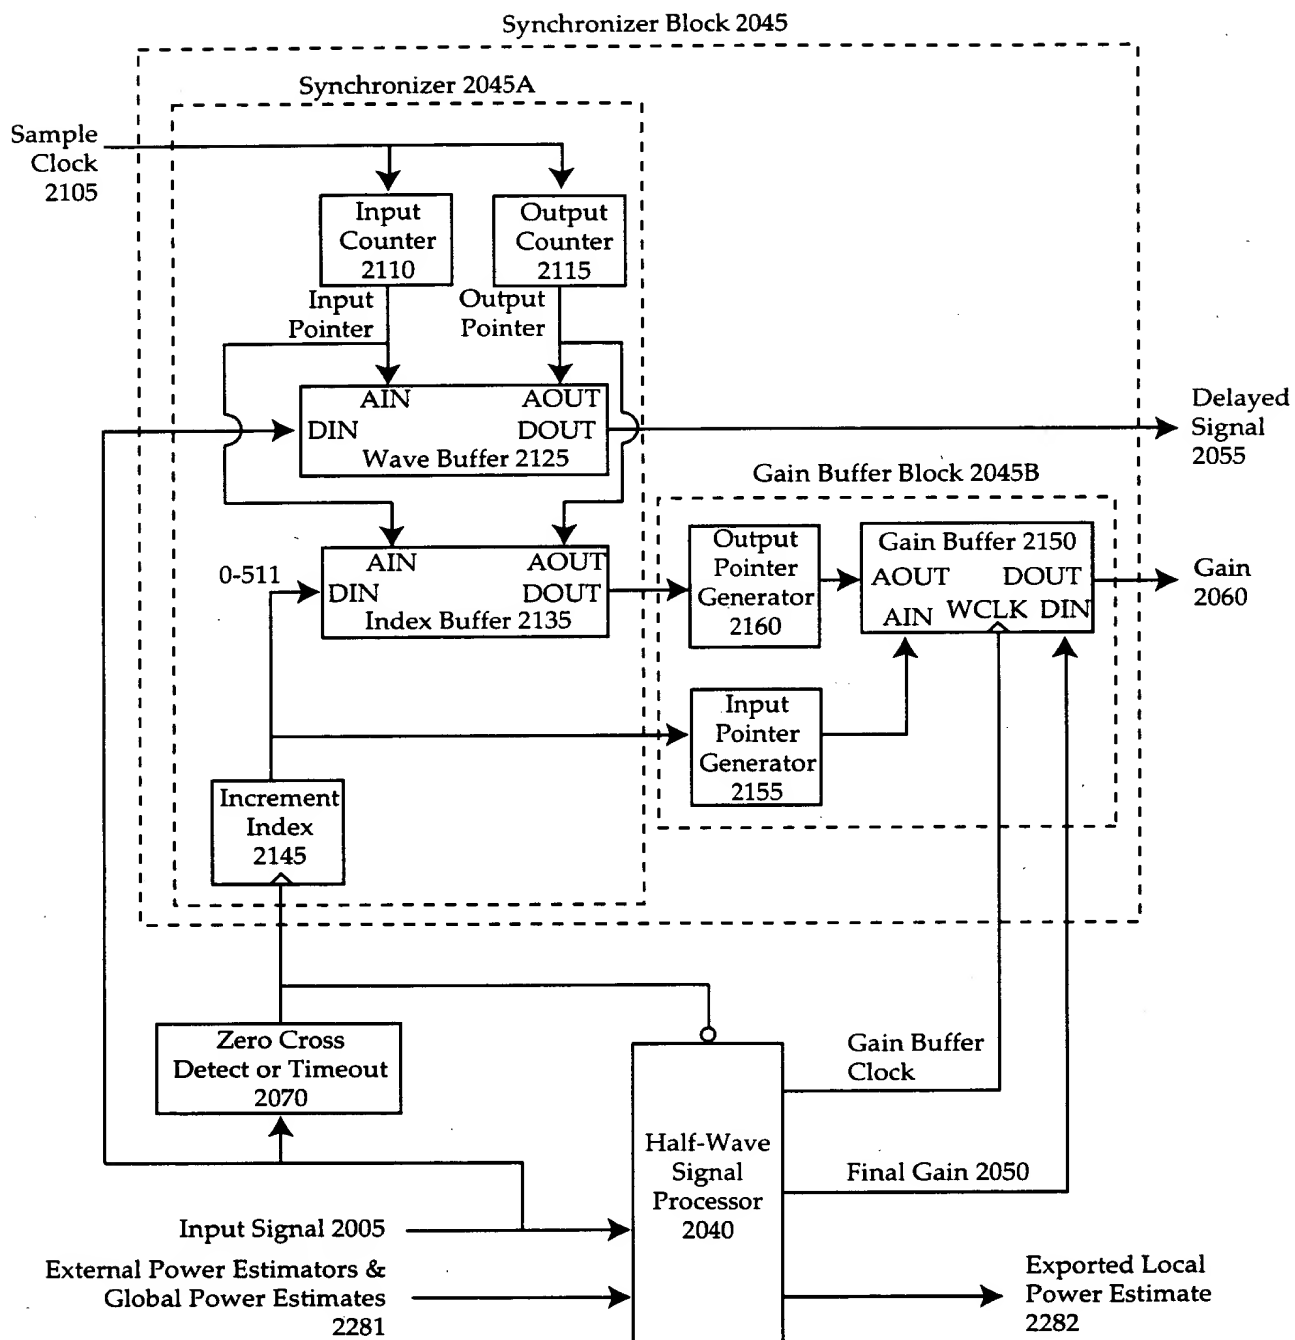 Synchronizer Block 2045
Synchronizer 2045A
Sample
Clock
2105
Input
Counter
2110
Output
Counter
2115
Input
Pointer
Output
Pointer
AIN
AOUT
DIN
DOUT
Wave Buffer 2125
Delayed
Signal
2055
Gain Buffer Block 2045B
0-511
AIN
AOUT
DIN
DOUT
Index Buffer 2135
Output
Pointer
Generator
2160
Gain Buffer 2150
AOUT
DOUT
AIN
WCLK
DIN
Gain
2060
Input
Pointer
Generator
2155
Increment
Index
2145
Zero Cross
Detect or Timeout
2070
Gain Buffer
Clock
Half-Wave
Signal
Processor
2040
Final Gain 2050
Input Signal 2005
External Power Estimators &
Global Power Estimates
2281
Exported Local
Power Estimate
2282